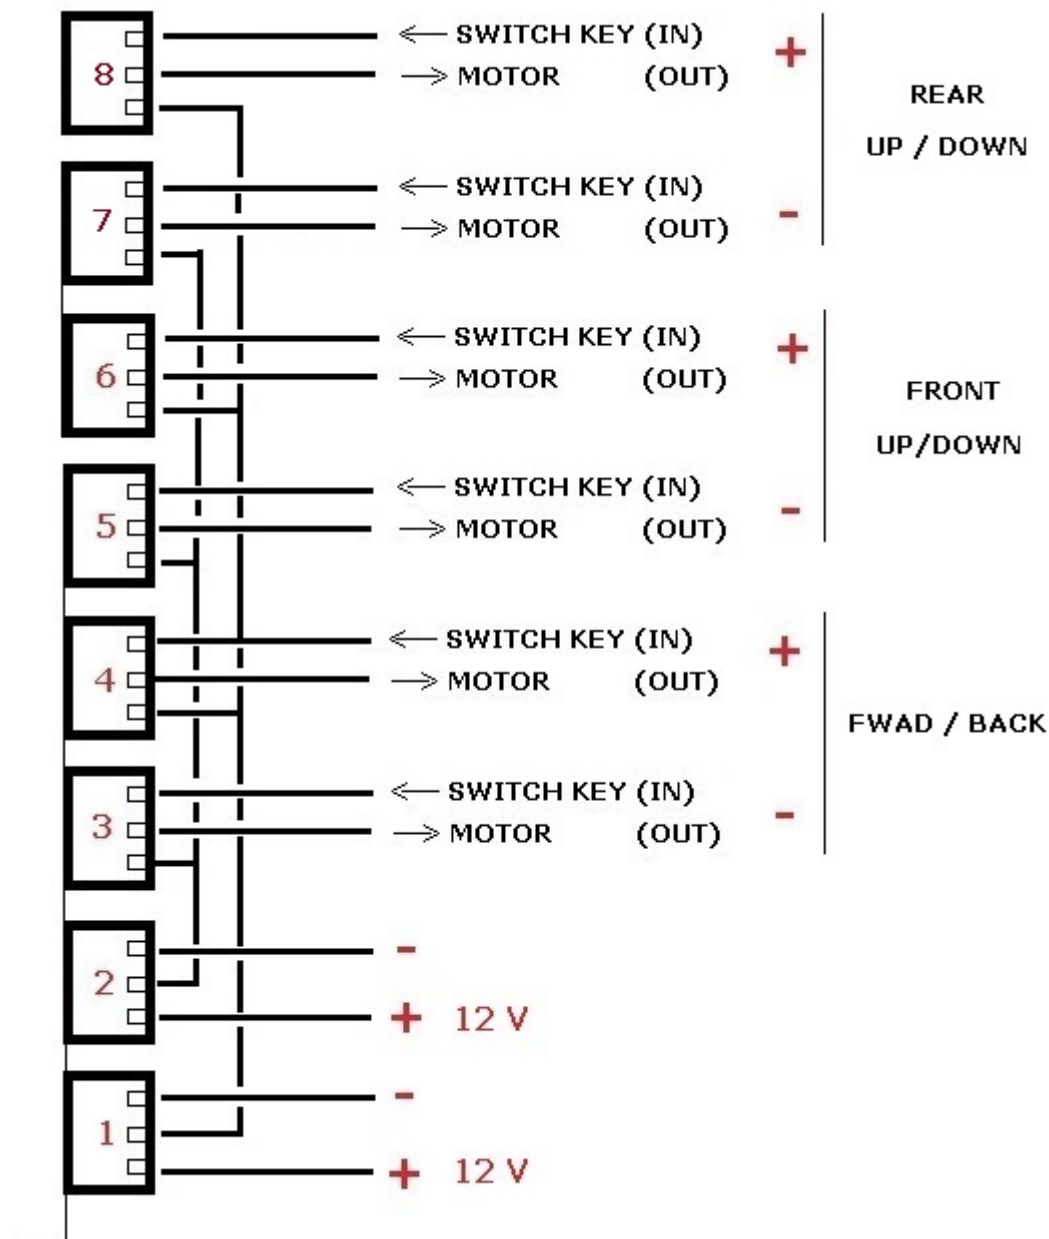 8
SWITCH KEY (IN)
MOTOR (OUT)
+
REAR
UP / DOWN
7
SWITCH KEY (IN)
MOTOR (OUT)
-
6
SWITCH KEY (IN)
MOTOR (OUT)
+
FRONT
UP/DOWN
5
SWITCH KEY (IN)
MOTOR (OUT)
-
4
SWITCH KEY (IN)
MOTOR (OUT)
+
FWAD / BACK
3
SWITCH KEY (IN)
MOTOR (OUT)
-
2
-
+ 12 V
1
-
+ 12 V